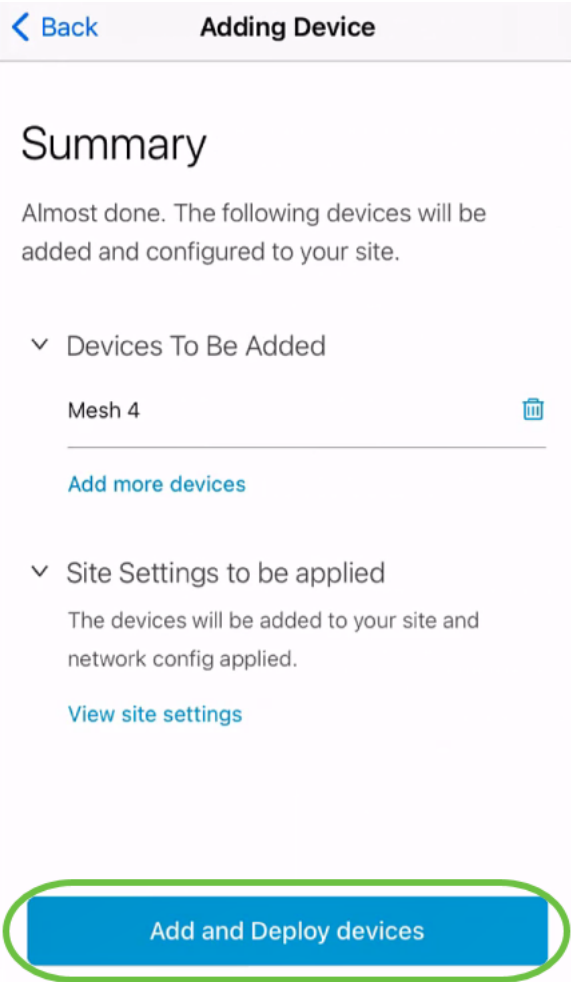 Back
Adding Device
Summary
Almost done. The following devices will be
added and configured to your site.
Devices To Be Added
Mesh 4
Add more devices
Site Settings to be applied
The devices will be added to your site and
network config applied.
View site settings
Add and Deploy devices